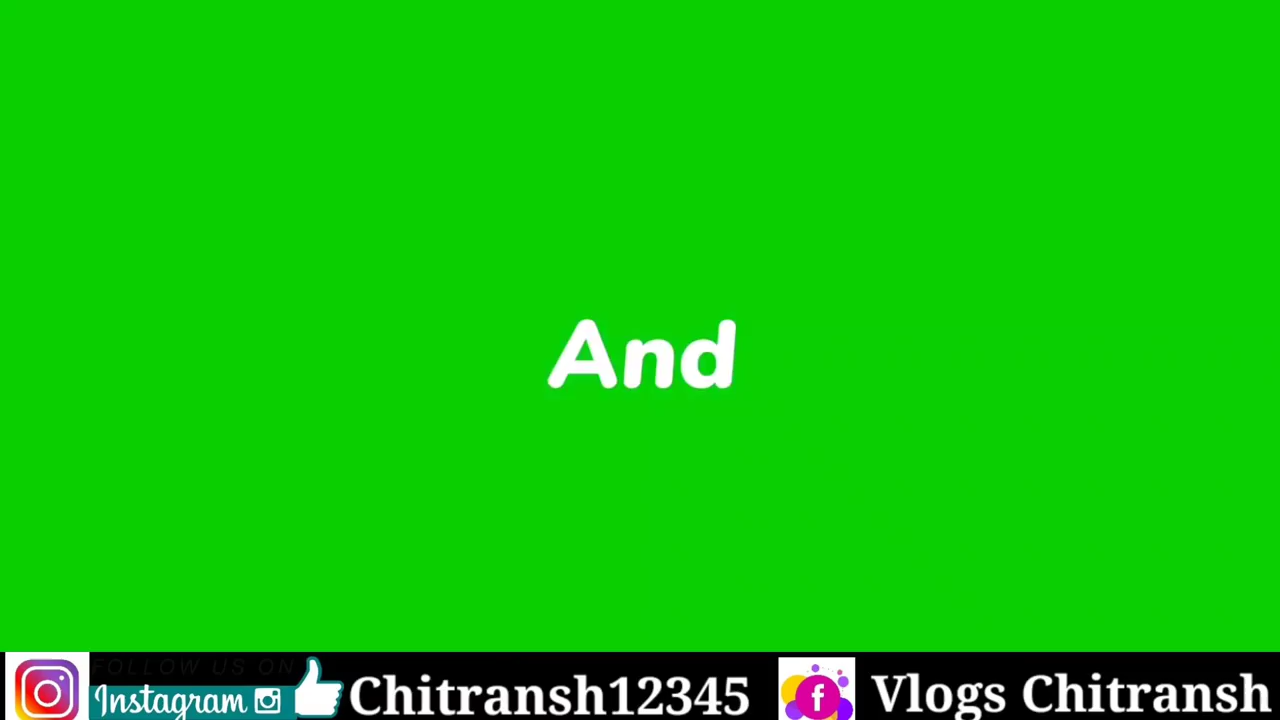 And
FOLLOW US ON
Instagram
Chitransh12345
f
Vlogs Chitransh